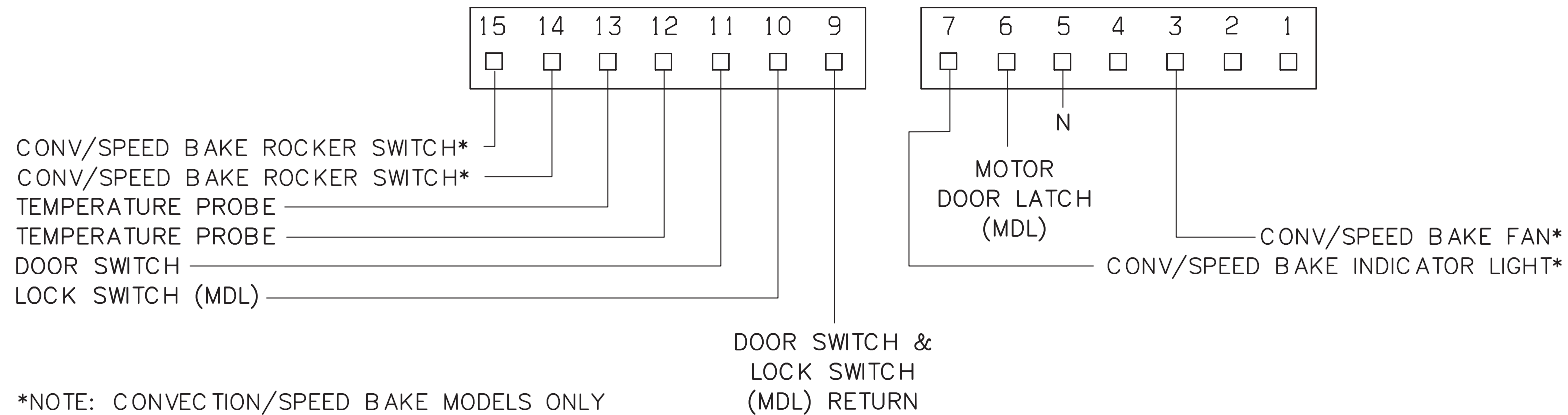 15 14 13 12 11 10 9
7 6 5 4 3 2 1
N
CONV/SPEED BAKE ROCKER SWITCH*
CONV/SPEED BAKE ROCKER SWITCH*
TEMPERATURE PROBE
TEMPERATURE PROBE
DOOR SWITCH
LOCK SWITCH (MDL)
MOTOR
DOOR LATCH
(MDL)
CONV/SPEED BAKE FAN*
CONV/SPEED BAKE INDICATOR LIGHT*
DOOR SWITCH &
LOCK SWITCH
(MDL) RETURN
*NOTE: CONVECTION/SPEED BAKE MODELS ONLY